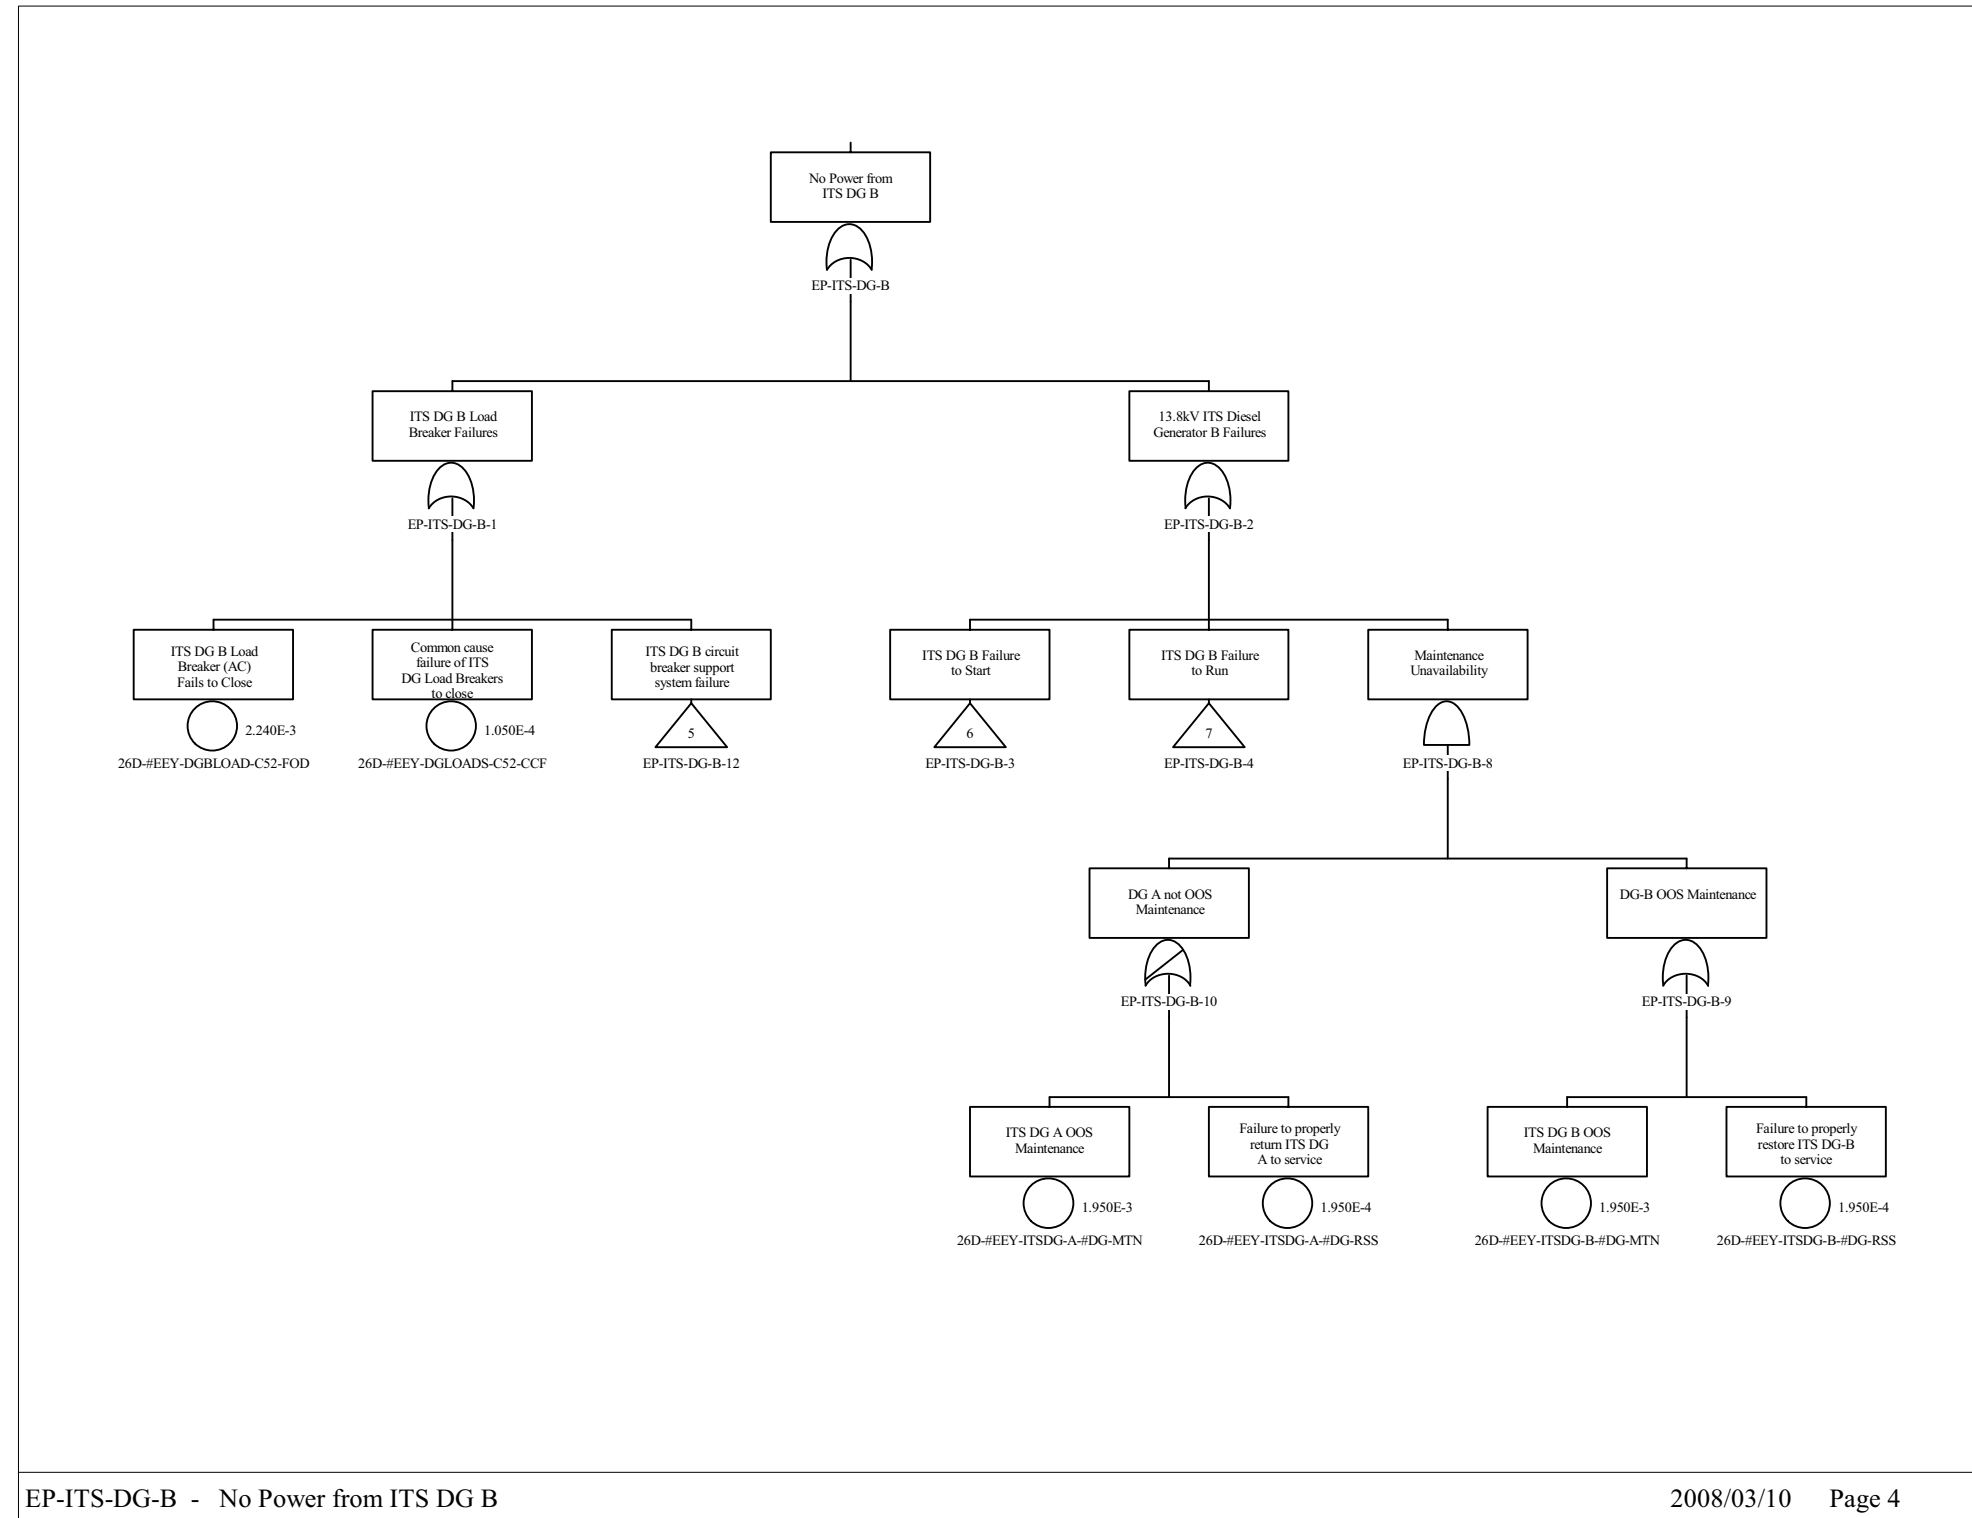 No Power from
ITS DG B
EP-ITS-DG-B
ITS DG B Load
Breaker Failures
EP-ITS-DG-B-1
13.8kV ITS Diesel
Generator B Failures
EP-ITS-DG-B-2
ITS DG B Load
Breaker (AC)
Fails to Close
2.240E-3
26D-#EEY-DGBLOAD-C52-FOD
Common cause
failure of ITS
DG Load Breakers
to close
1.050E-4
26D-#EEY-DGLOADS-C52-CCF
ITS DG B circuit
breaker support
system failure
5
EP-ITS-DG-B-12
ITS DG B Failure
to Start
6
EP-ITS-DG-B-3
ITS DG B Failure
to Run
7
EP-ITS-DG-B-4
Maintenance
Unavailability
EP-ITS-DG-B-8
DG A not OOS
Maintenance
EP-ITS-DG-B-10
DG-B OOS Maintenance
EP-ITS-DG-B-9
ITS DG A OOS
Maintenance
1.950E-3
26D-#EEY-ITSDG-A-#DG-MTN
Failure to properly
return ITS DG
A to service
1.950E-4
26D-#EEY-ITSDG-A-#DG-RSS
ITS DG B OOS
Maintenance
1.950E-3
26D-#EEY-ITSDG-B-#DG-MTN
Failure to properly
restore ITS DG-B
to service
1.950E-4
26D-#EEY-ITSDG-B-#DG-RSS
EP-ITS-DG-B - No Power from ITS DG B
2008/03/10 Page 4